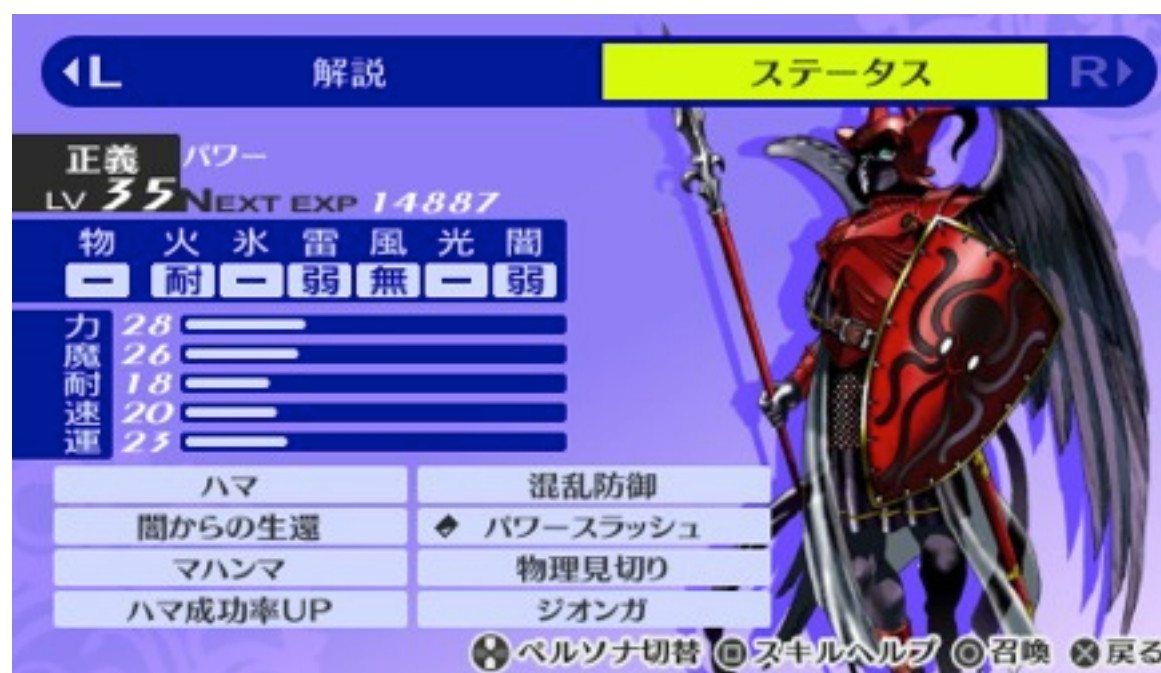 L 解説 ステータス R
正義 パワー
LV 35 NEXT EXP 14887
物 火 氷 雷 風 光 闇
ー 耐 ー 弱 無 ー 弱
力 28
魔 26
耐 18
速 20
運 23
ハマ 混乱防御
闇からの生還 パワースラッシュ
マハンマ 物理見切り
ハマ成功率UP ジオンガ
ペルソナ切替 スキルヘルプ 召喚 戻る